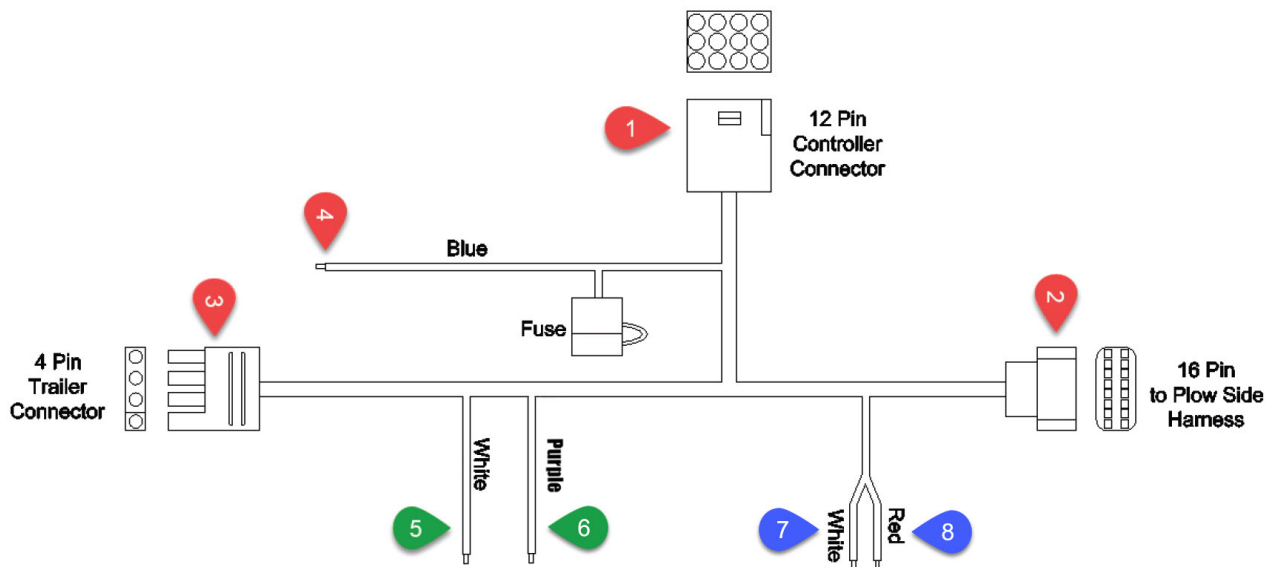 1
12 Pin
Controller
Connector
4
Blue
3
Fuse
2
4 Pin
Trailer
Connector
16 Pin
to Plow Side
Harness
White
Purple
5
6
7
White
Red
8